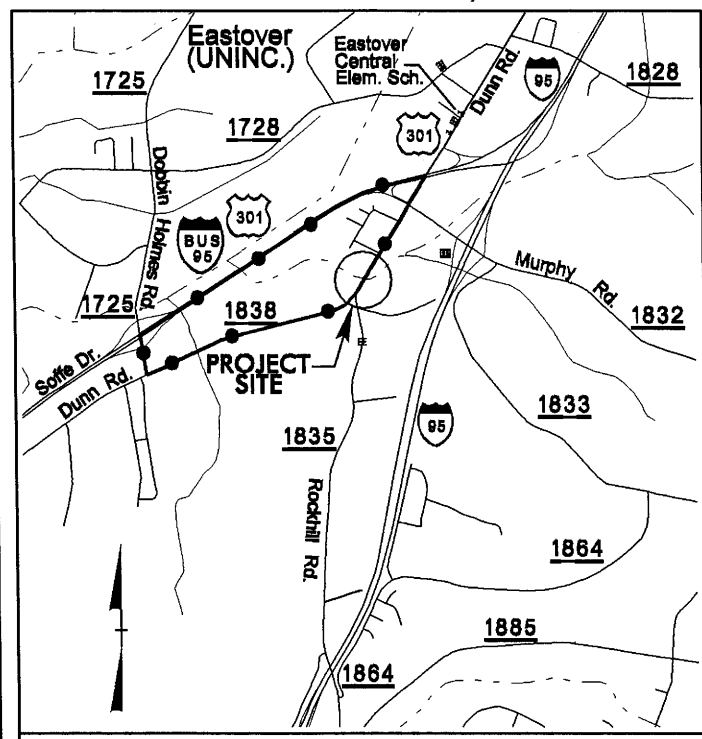 Eastover
(UNINC.)
1725
Eastover
Central
Elem. Sch.
Dunn Rd.
95
1828
1728
301
Dobbin Holmes Rd.
301
BUS
95
Murphy Rd.
1725
1838
1832
Soffe Dr.
Dunn Rd.
PROJECT
SITE
1833
95
1835
Rockhill Rd.
1864
1885
1864